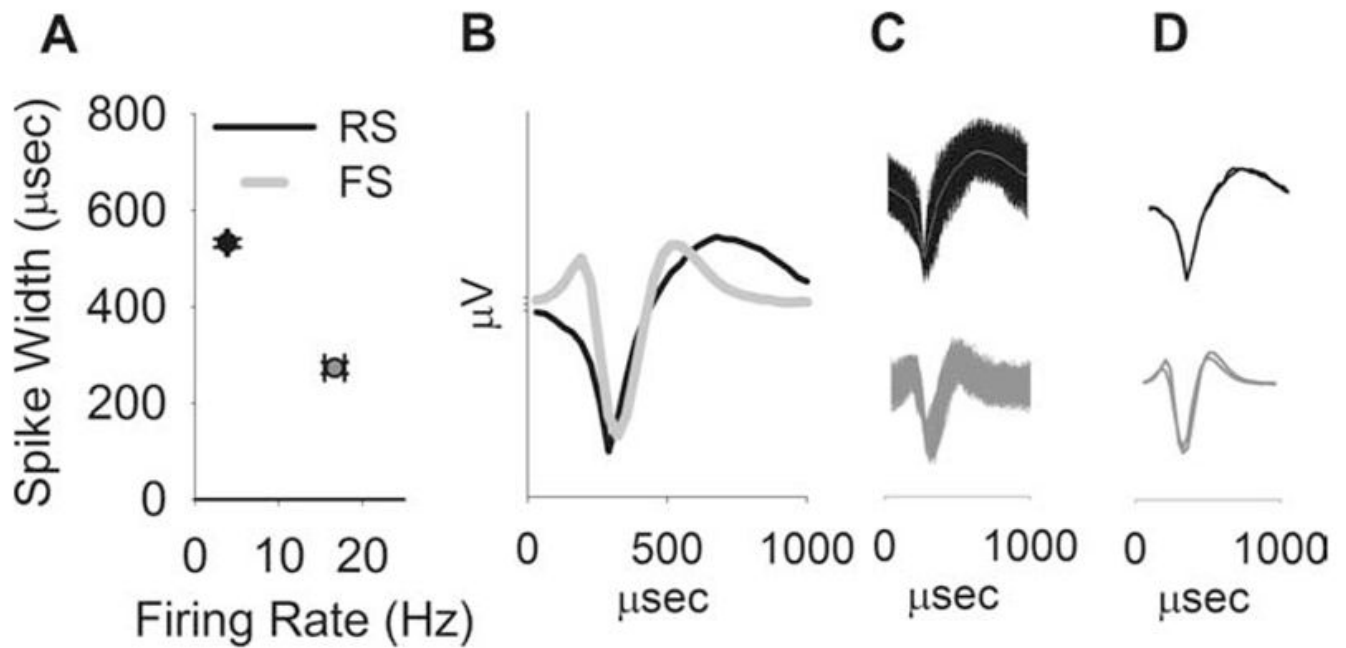 A
B
C
D
Spike Width (μsec)
800
600
400
200
0
RS
FS
0 10 20
Firing Rate (Hz)
μV
0 500 1000
μsec
0 1000
μsec
0 1000
μsec